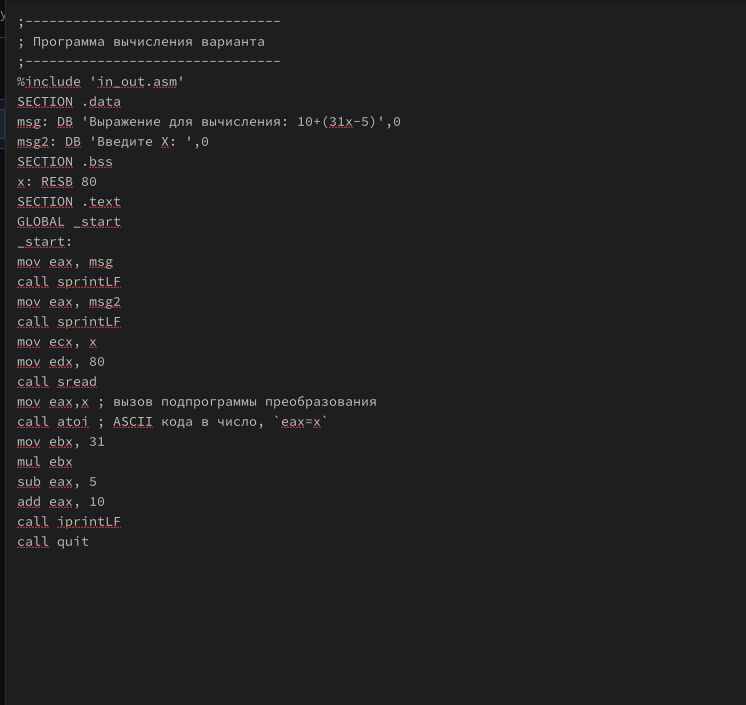 ;--------------------------------
; Программа вычисления варианта
;--------------------------------
%include 'in_out.asm'
SECTION .data
msg: DB 'Выражение для вычисления: 10+(31x-5)',0
msg2: DB 'Введите X: ',0
SECTION .bss
x: RESB 80
SECTION .text
GLOBAL _start
_start:
mov eax, msg
call sprintLF
mov eax, msg2
call sprintLF
mov ecx, x
mov edx, 80
call sread
mov eax,x ; вызов подпрограммы преобразования
call atoi ; ASCII кода в число, `eax=x`
mov ebx, 31
mul ebx
sub eax, 5
add eax, 10
call iprintLF
call quit